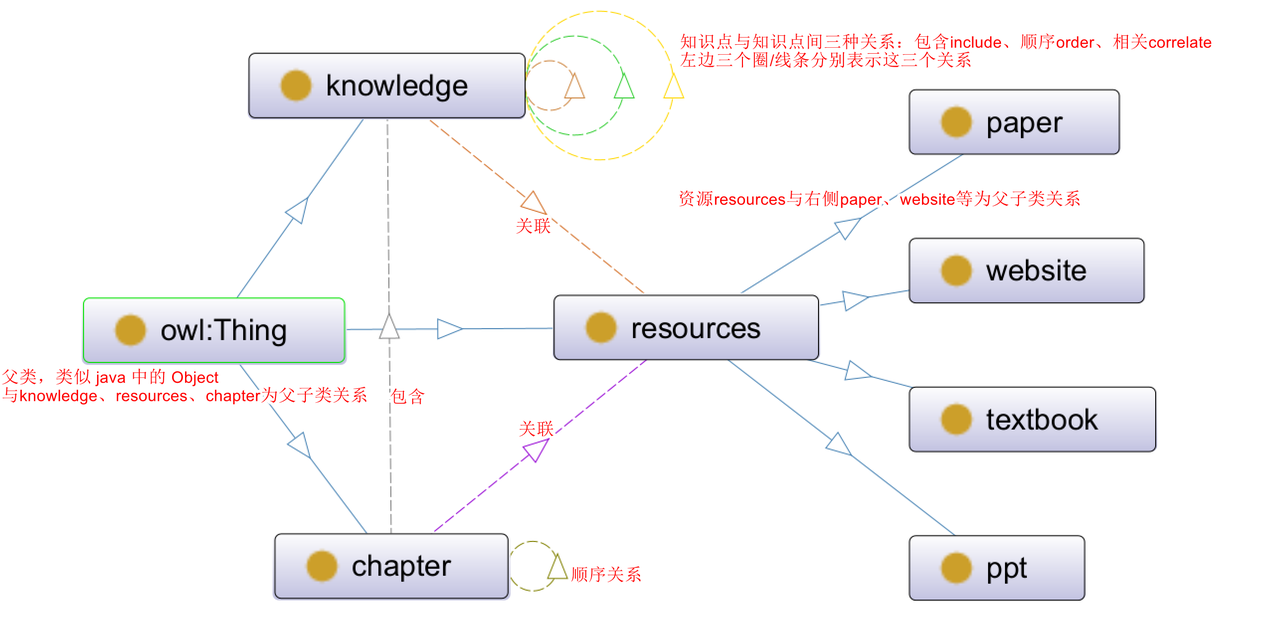 知识点与知识点间三种关系：包含include、顺序order、相关correlate
左边三个圈/线条分别表示这三个关系
knowledge
paper
资源resources与右侧paper、website等为父子类关系
关联
website
owl:Thing
resources
父类，类似 java 中的 Object
与knowledge、resources、chapter为父子类关系
包含
textbook
关联
chapter
顺序关系
ppt